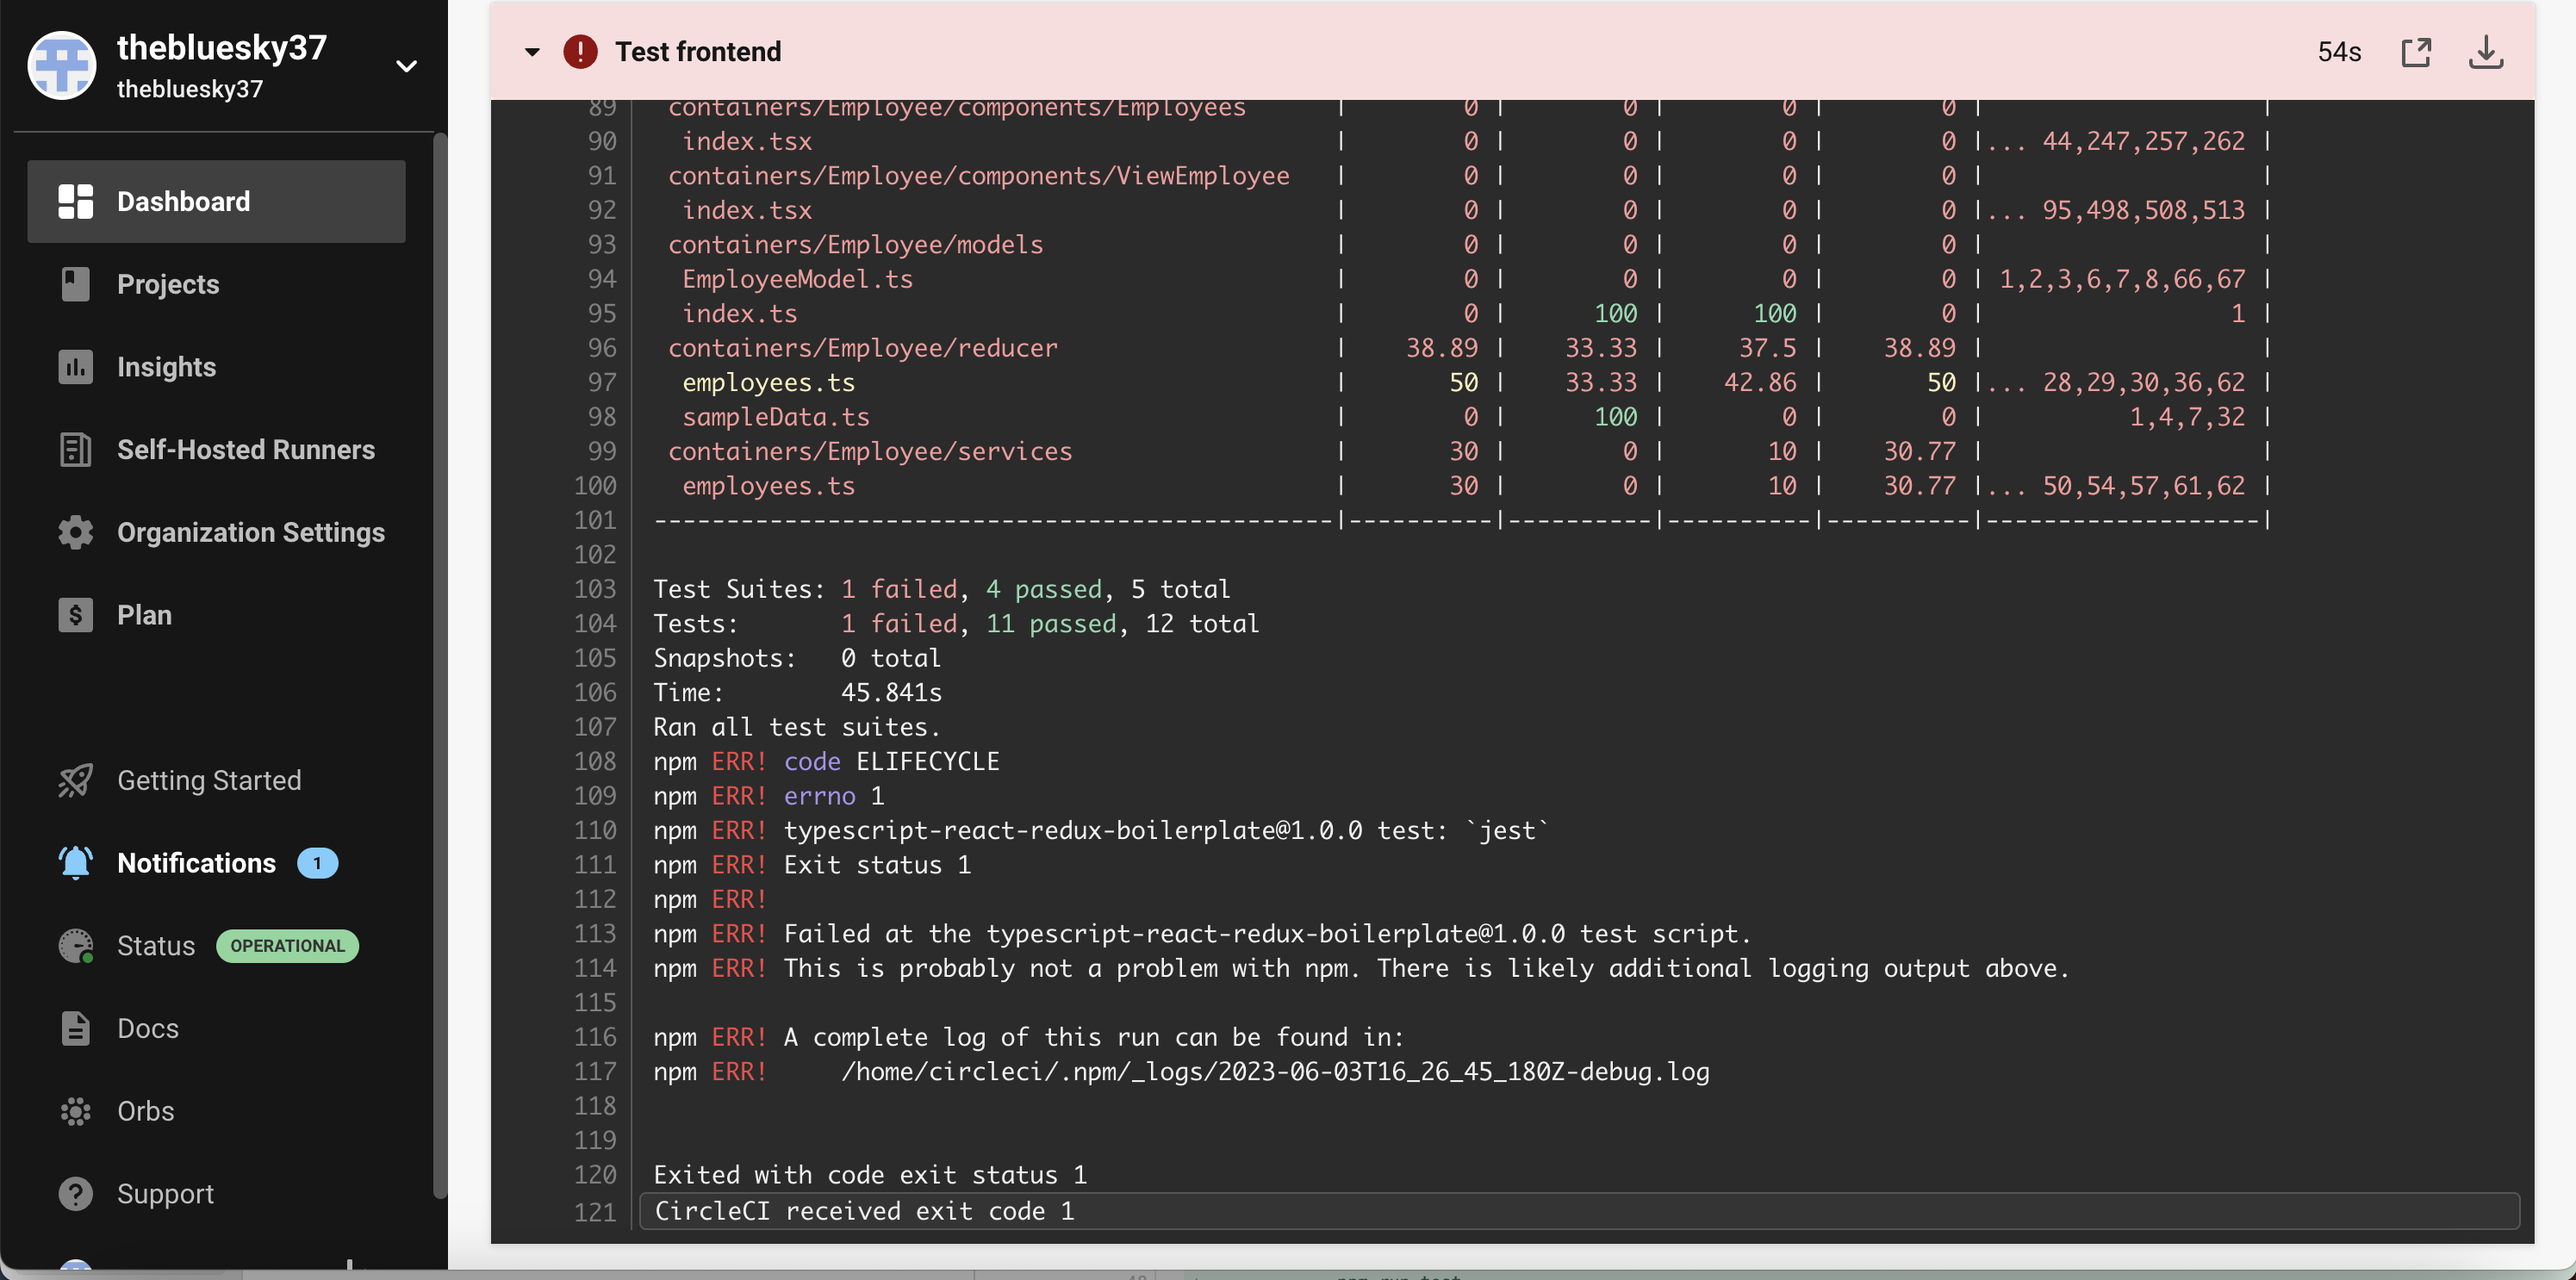 thebluesky37
thebluesky37
Dashboard
Projects
Insights
Self-Hosted Runners
Organization Settings
Plan
Getting Started
Notifications 1
Status OPERATIONAL
Docs
Orbs
Support
Test frontend 54s
89 containers/Employee/components/Employees | 0 | 0 | 0 | 0 | |
90 index.tsx | 0 | 0 | 0 | 0 |... 44,247,257,262 |
91 containers/Employee/components/ViewEmployee | 0 | 0 | 0 | 0 | |
92 index.tsx | 0 | 0 | 0 | 0 |... 95,498,508,513 |
93 containers/Employee/models | 0 | 0 | 0 | 0 | |
94 EmployeeModel.ts | 0 | 0 | 0 | 0 | 1,2,3,6,7,8,66,67 |
95 index.ts | 0 | 100 | 100 | 0 | 1 |
96 containers/Employee/reducer | 38.89 | 33.33 | 37.5 | 38.89 | |
97 employees.ts | 50 | 33.33 | 42.86 | 50 |... 28,29,30,36,62 |
98 sampleData.ts | 0 | 100 | 0 | 0 | 1,4,7,32 |
99 containers/Employee/services | 30 | 0 | 10 | 30.77 | |
100 employees.ts | 30 | 0 | 10 | 30.77 |... 50,54,57,61,62 |
101 -----------------------------------------------|----------|----------|----------|----------|-------------------|
102
103 Test Suites: 1 failed, 4 passed, 5 total
104 Tests: 1 failed, 11 passed, 12 total
105 Snapshots: 0 total
106 Time: 45.841s
107 Ran all test suites.
108 npm ERR! code ELIFECYCLE
109 npm ERR! errno 1
110 npm ERR! typescript-react-redux-boilerplate@1.0.0 test: `jest`
111 npm ERR! Exit status 1
112 npm ERR!
113 npm ERR! Failed at the typescript-react-redux-boilerplate@1.0.0 test script.
114 npm ERR! This is probably not a problem with npm. There is likely additional logging output above.
115
116 npm ERR! A complete log of this run can be found in:
117 npm ERR! /home/circleci/.npm/_logs/2023-06-03T16_26_45_180Z-debug.log
118
119
120 Exited with code exit status 1
121 CircleCI received exit code 1